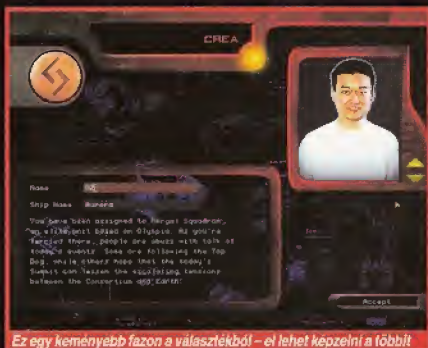 CREA
Name
Ship Name Aurora
You have been assigned to Squadron,
an elite unit based on Olympia. As you're
ferried there, people are abuzz with talk of
today's events. Some are following the Top
Dog, while others hope that the today's
Summit can lessen the escalating tensions
between the Consortium and Earth!
Accept
Ez egy keményebb fazon a választékból – el lehet képzelni a többit